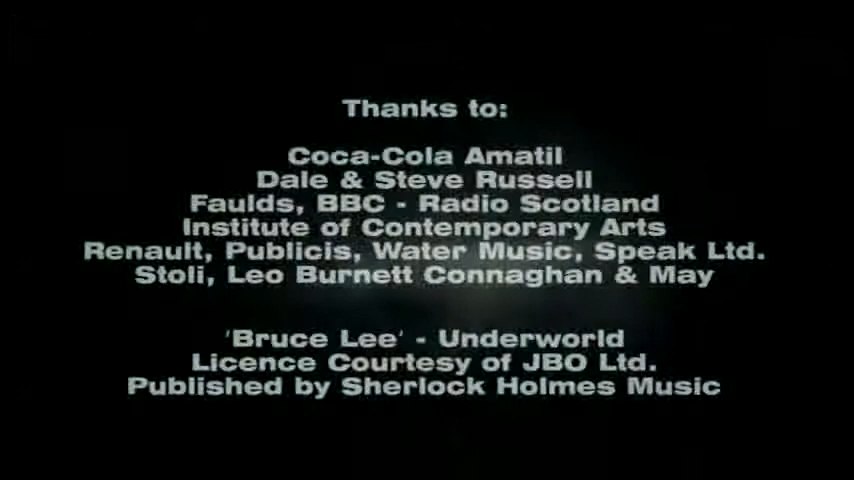 Thanks to:
Coca-Cola Amatil
Dale & Steve Russell
Faulds, BBC - Radio Scotland
Institute of Contemporary Arts
Renault, Publicis, Water Music, Speak Ltd.
Stoli, Leo Burnett Connaghan & May
'Bruce Lee' - Underworld
Licence Courtesy of JBO Ltd.
Published by Sherlock Holmes Music